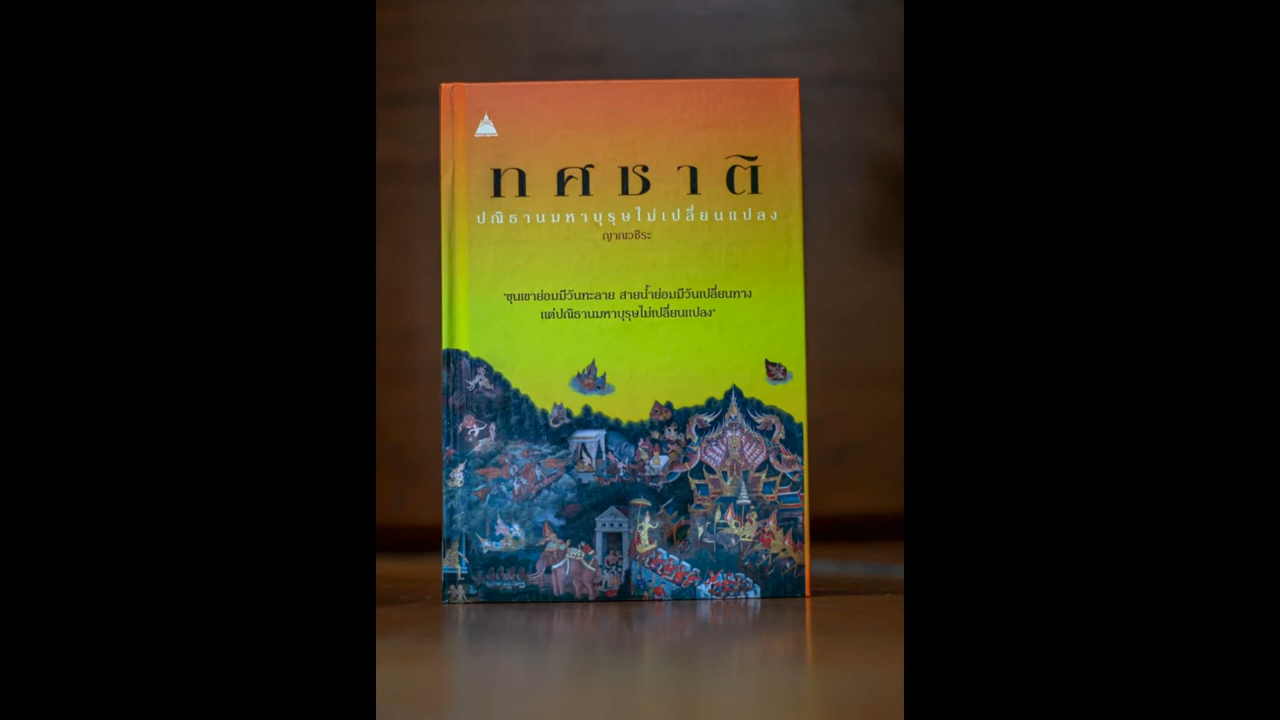 ทศชาติ
ปณิธานมหาบุรุษไม่เปลี่ยนแปลง
ญาณวชิระ
"ขุนเขาย่อมมีวันทะลาย สายน้ำย่อมมีวันเปลี่ยนทาง
แต่ปณิธานมหาบุรุษไม่เปลี่ยนแปลง"